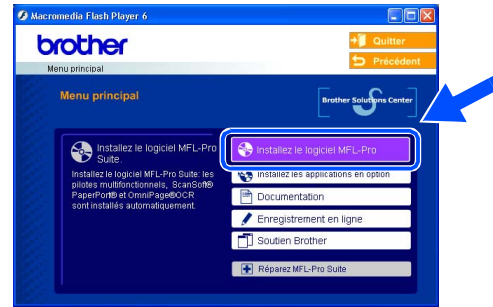 Macromedia Flash Player 6
brother
Quitter
Précédent
Menu principal
Menu principal
Brother Solutions Center
Installez le logiciel MFL-Pro
Suite.
Installez le logiciel MFL-Pro Suite: les
pilotes multifonctionnels, ScanSoft®
PaperPort® et OmniPage®OCR
sont installés automatiquement.
Installez le logiciel MFL-Pro
Installez les applications en option
Documentation
Enregistrement en ligne
Soutien Brother
Réparez MFL-Pro Suite